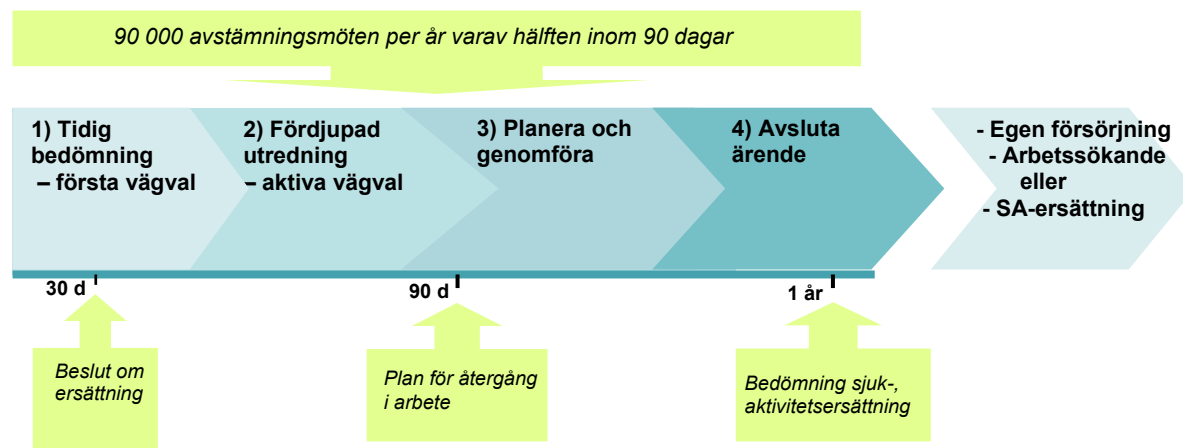 90 000 avstämningsmöten per år varav hälften inom 90 dagar
1) Tidig
bedömning
– första vägval
2) Fördjupad
utredning
– aktiva vägval
3) Planera och
genomföra
4) Avsluta
ärende
- Egen försörjning
- Arbetssökande
eller
- SA-ersättning
30 d
90 d
1 år
Beslut om
ersättning
Plan för återgång
i arbete
Bedömning sjuk-,
aktivitetsersättning